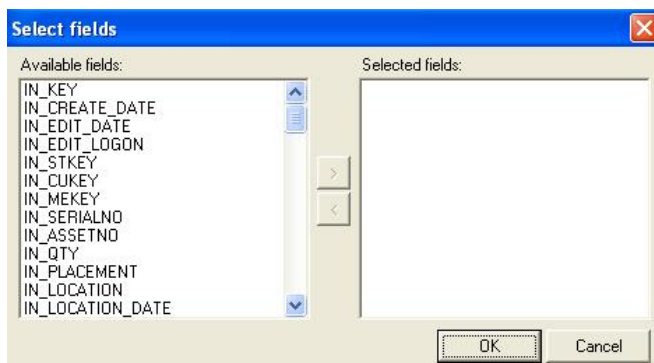 Select fields
Available fields:
Selected fields:
IN_KEY
IN_CREATE_DATE
IN_EDIT_DATE
IN_EDIT_LOGON
IN_STKEY
IN_CUKEY
IN_MEKEY
IN_SERIALNO
IN_ASSETNO
IN_QTY
IN_PLACEMENT
IN_LOCATION
IN_LOCATION_DATE
>
<
OK
Cancel